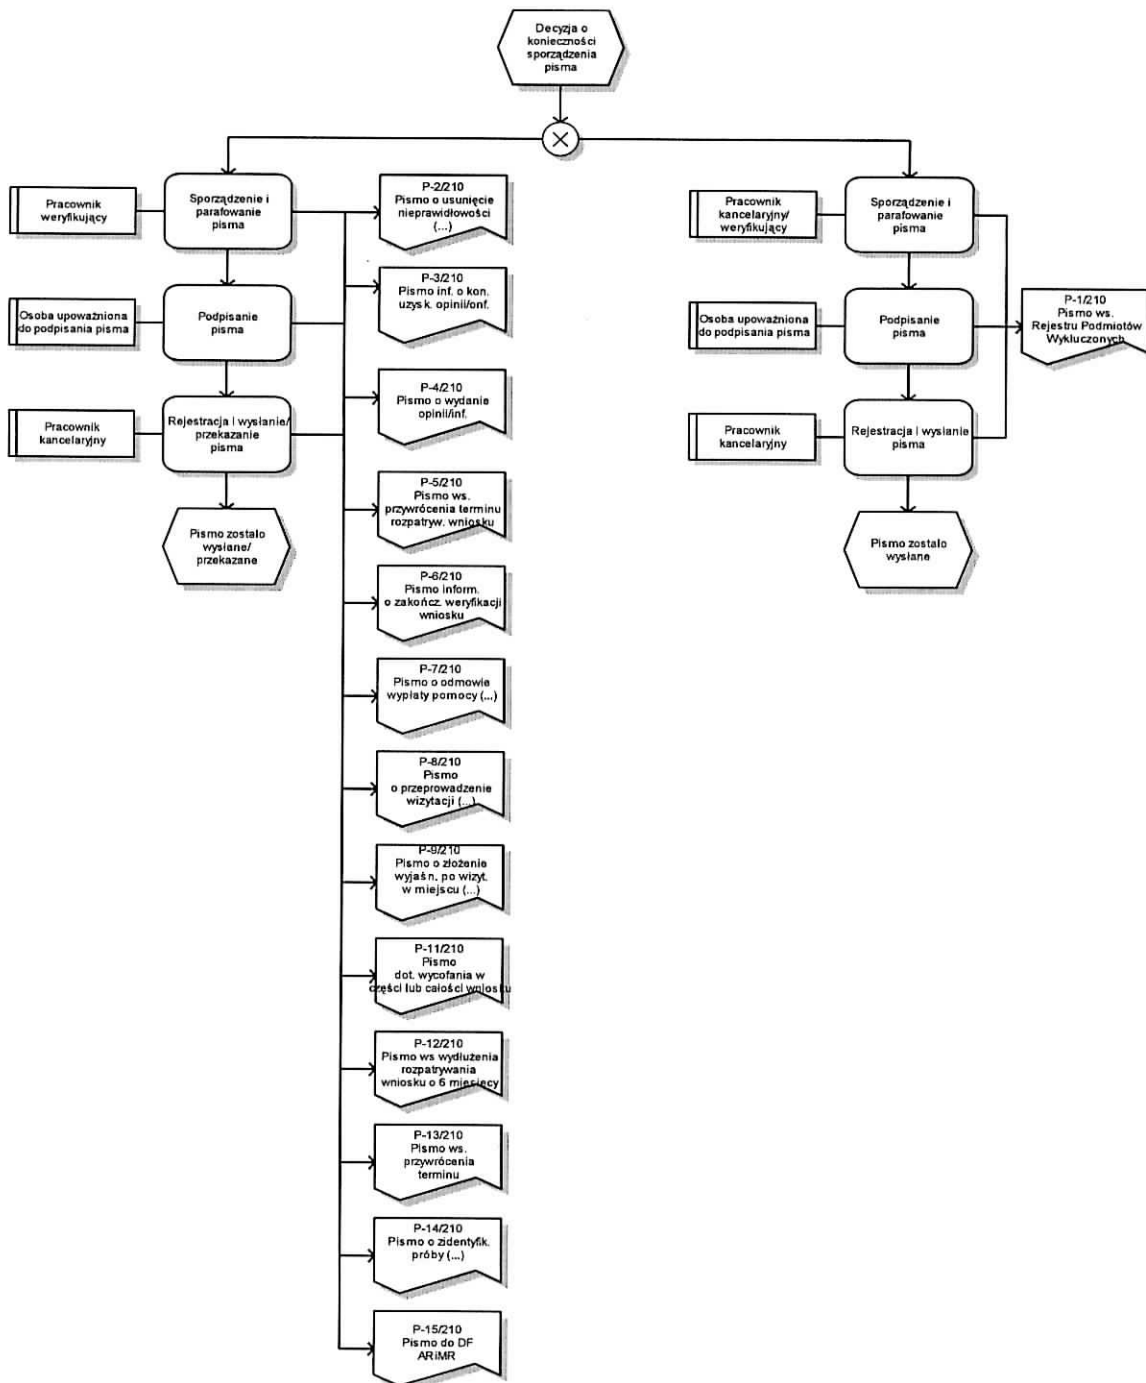 Decyzja o
konieczności
sporządzenia
pisma
Pracownik
weryfikujący
Sporządzenie i
parafowanie
pisma
Osoba upoważniona
do podpisania pisma
Podpisanie
pisma
Pracownik
kancelaryjny
Rejestracja i wysłanie/
przekazanie
pisma
Pismo zostało
wysłane/
przekazane
P-2/210
Pismo o usunięcie
nieprawidłowości
(...)
P-3/210
Pismo inf. o kon.
uzysk. opinii/onf.
P-4/210
Pismo o wydanie
opinii/inf.
P-5/210
Pismo ws.
przywrócenia terminu
rozpatryw. wniosku
P-6/210
Pismo inform.
o zakończ. weryfikacji
wniosku
P-7/210
Pismo o odmowie
wypłaty pomocy (...)
P-8/210
Pismo
o przeprowadzenie
wizytacji (...)
P-9/210
Pismo o złożenie
wyjaśn. po wizyt.
w miejscu (...)
P-11/210
Pismo
dot. wycofania w
części lub całości wniosku
P-12/210
Pismo ws wydłużenia
rozpatrywania
wniosku o 6 miesięcy
P-13/210
Pismo ws.
przywrócenia
terminu
P-14/210
Pismo o zidentyfik.
próby (...)
P-15/210
Pismo do DF
ARiMR
Pracownik
kancelaryjny/
weryfikujący
Sporządzenie i
parafowanie
pisma
Osoba upoważniona
do podpisania pisma
Podpisanie
pisma
Pracownik
kancelaryjny
Rejestracja i wysłanie
pisma
Pismo zostało
wysłane
P-1/210
Pismo ws.
Rejestru Podmiotów
Wykluczonych